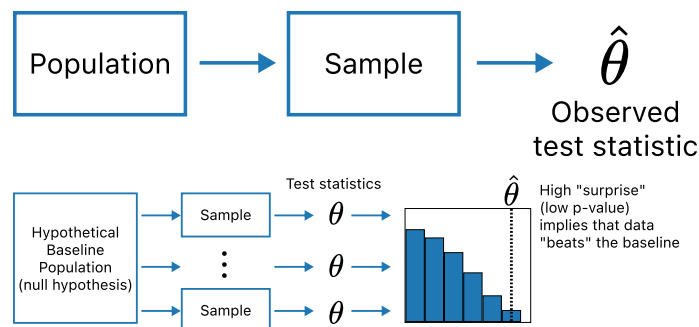 Population
Sample
θ̂
Observed
test statistic
Test statistics
Hypothetical
Baseline
Population
(null hypothesis)
Sample
θ
⋮
θ
Sample
θ
θ̂
High "surprise"
(low p-value)
implies that data
"beats" the baseline